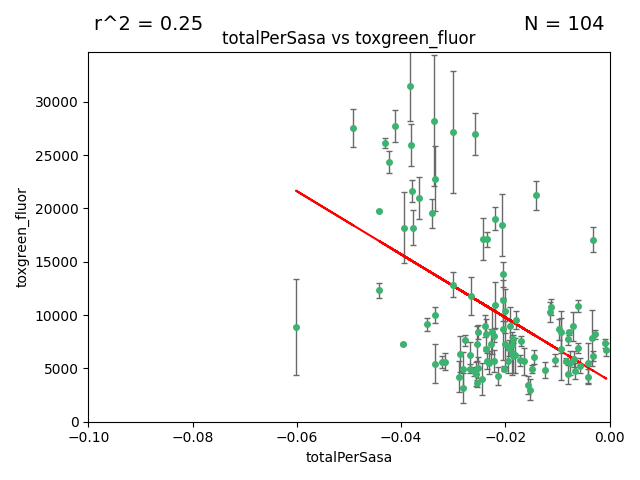 r^2 = 0.25
N = 104
totalPerSasa vs toxgreen_fluor
toxgreen_fluor
30000
25000
20000
15000
10000
5000
0
−0.10
−0.08
−0.06
−0.04
−0.02
0.00
totalPerSasa